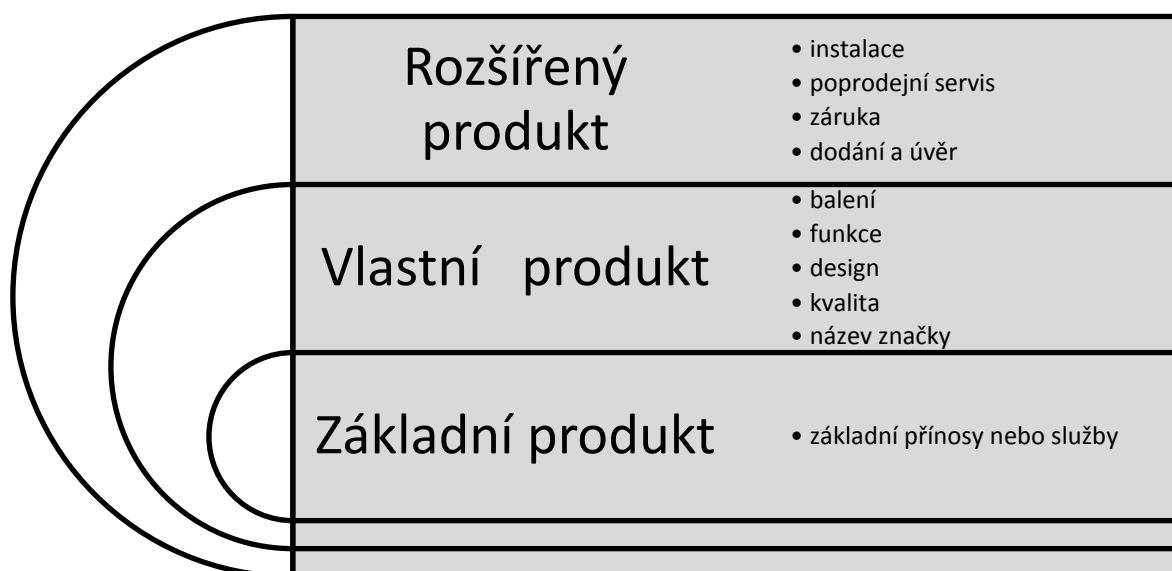 Rozšířený
produkt
• instalace
• poprodejní servis
• záruka
• dodání a úvěr
Vlastní produkt
• balení
• funkce
• design
• kvalita
• název značky
Základní produkt
• základní přínosy nebo služby